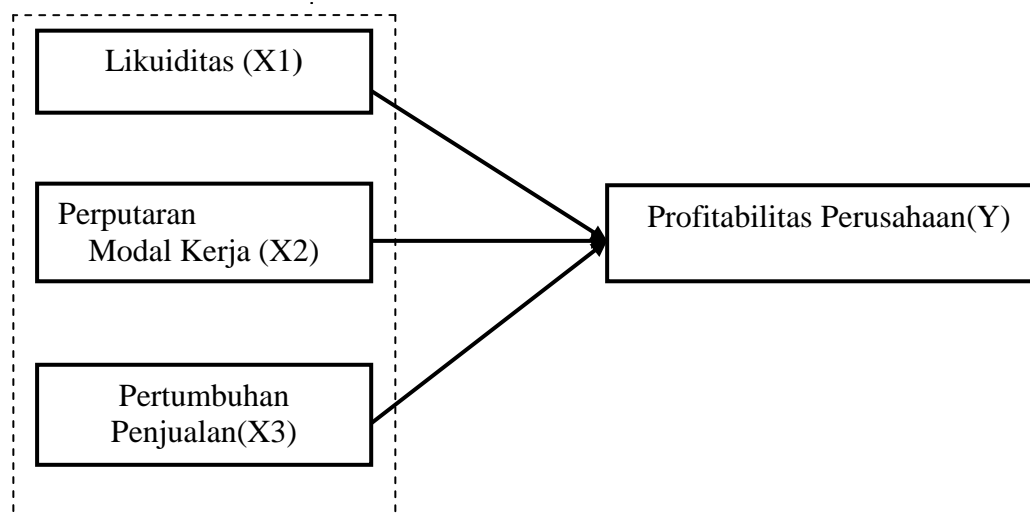 Likuiditas (X1)
Perputaran
Modal Kerja (X2)
Profitabilitas Perusahaan(Y)
Pertumbuhan
Penjualan(X3)